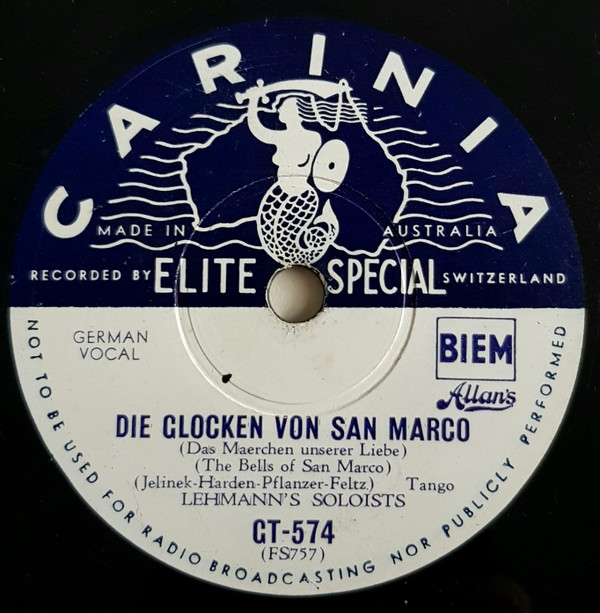 CARINIA
MADE IN AUSTRALIA
RECORDED BY ELITE SPECIAL SWITZERLAND
GERMAN
VOCAL
BIEM
Allan's
DIE GLOCKEN VON SAN MARCO
(Das Maerchen unserer Liebe)
(The Bells of San Marco)
(Jelinek-Harden-Pflanzer-Feltz.) Tango
LEHMANN'S SOLOISTS
GT-574
(FS757)
NOT TO BE USED FOR RADIO BROADCASTING NOR PUBLICLY PERFORMED